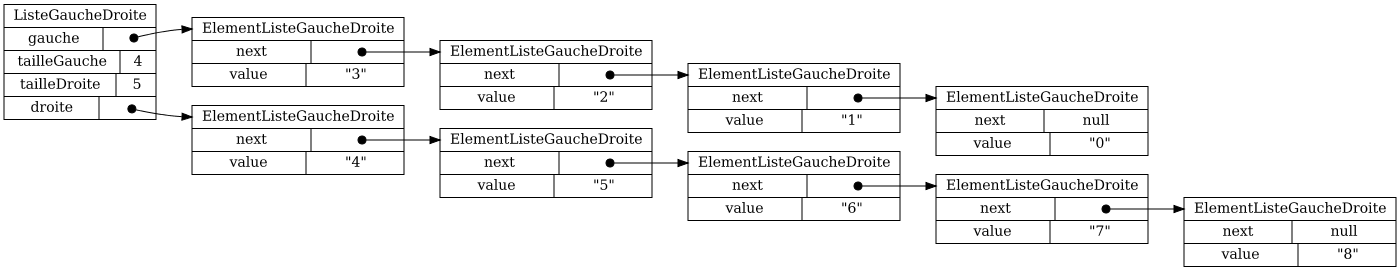 ListeGaucheDroite
gauche
tailleGauche 4
tailleDroite 5
droite
ElementListeGaucheDroite
next
value "3"
ElementListeGaucheDroite
next
value "2"
ElementListeGaucheDroite
next
value "1"
ElementListeGaucheDroite
next null
value "0"
ElementListeGaucheDroite
next
value "4"
ElementListeGaucheDroite
next
value "5"
ElementListeGaucheDroite
next
value "6"
ElementListeGaucheDroite
next
value "7"
ElementListeGaucheDroite
next null
value "8"